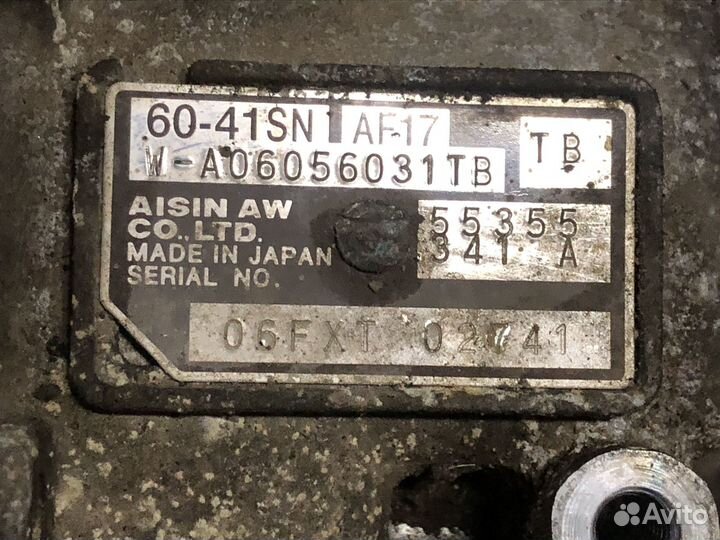 60-41SN AF17
TB
W-A06056031TB
AISIN AW
CO.,LTD.
MADE IN JAPAN
SERIAL NO.
55355
341 A
06FXT 02741
Avito